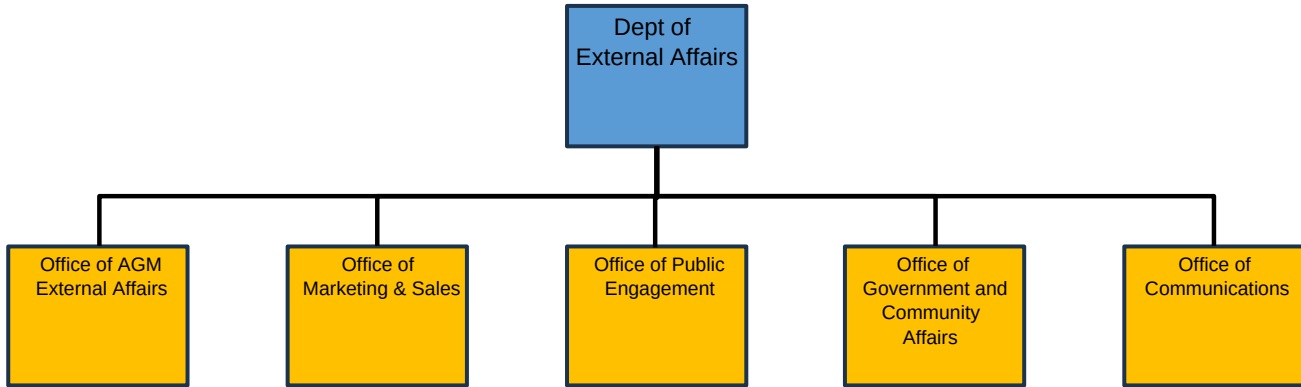 Dept of
External Affairs
Office of AGM
External Affairs
Office of
Marketing & Sales
Office of Public
Engagement
Office of
Government and
Community
Affairs
Office of
Communications